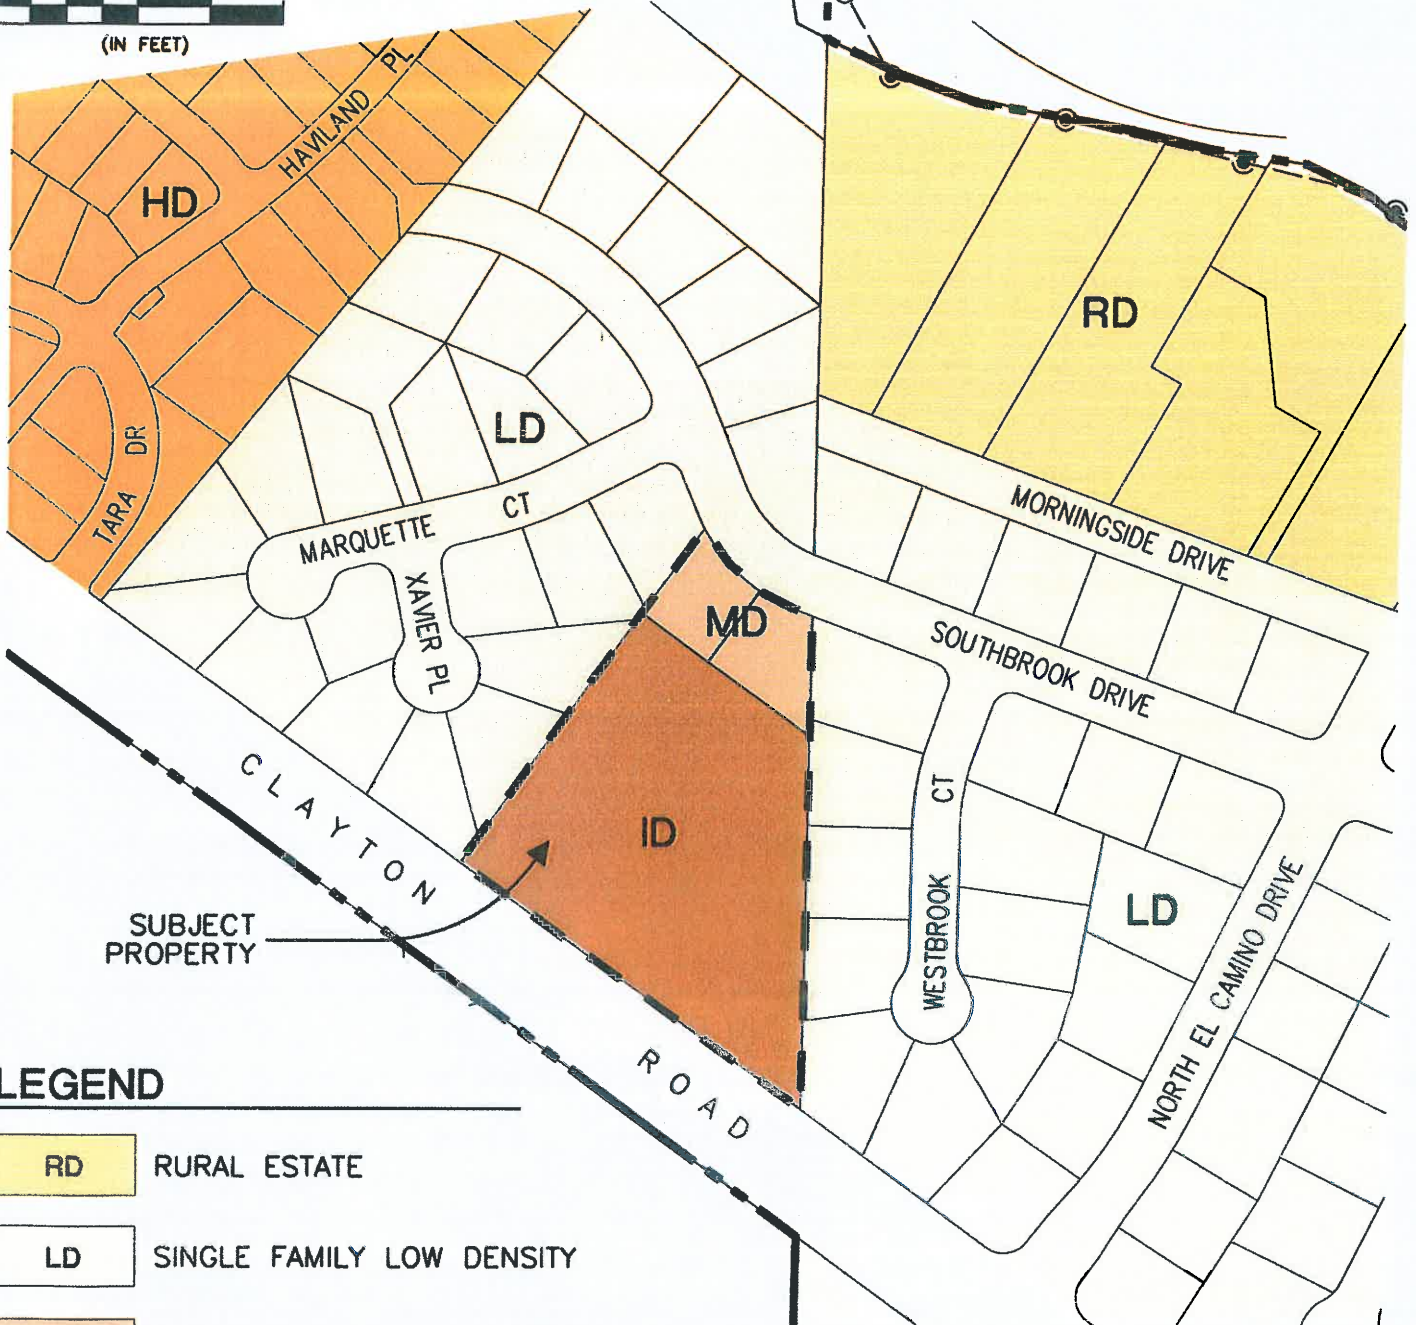 (IN FEET)
HAVILAND PL
HD
RD
LD
TARA DR
MARQUETTE CT
MORNINGSIDE DRIVE
XAVIER PL
MD
SOUTHBROOK DRIVE
CLAYTON ROAD
ID
WESTBROOK CT
LD
NORTH EL CAMINO DRIVE
SUBJECT
PROPERTY
LEGEND
RD RURAL ESTATE
LD SINGLE FAMILY LOW DENSITY